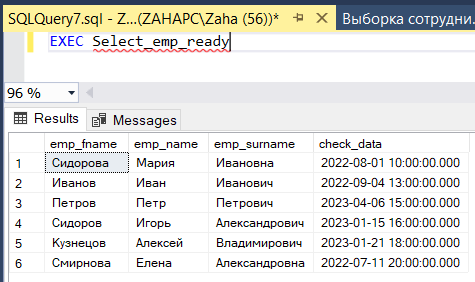 SQLQuery7.sql - Z...(ZAHAPC\Zaha (56))* Выборка сотрудни.
EXEC Select_emp_ready
96 %
Results Messages
emp_fname emp_name emp_surname check_data
1 Сидорова Мария Ивановна 2022-08-01 10:00:00.000
2 Иванов Иван Иванович 2022-09-04 13:00:00.000
3 Петров Петр Петрович 2023-04-06 15:00:00.000
4 Сидоров Игорь Александрович 2023-01-15 16:00:00.000
5 Кузнецов Алексей Владимирович 2023-01-21 18:00:00.000
6 Смирнова Елена Александровна 2022-07-11 20:00:00.000